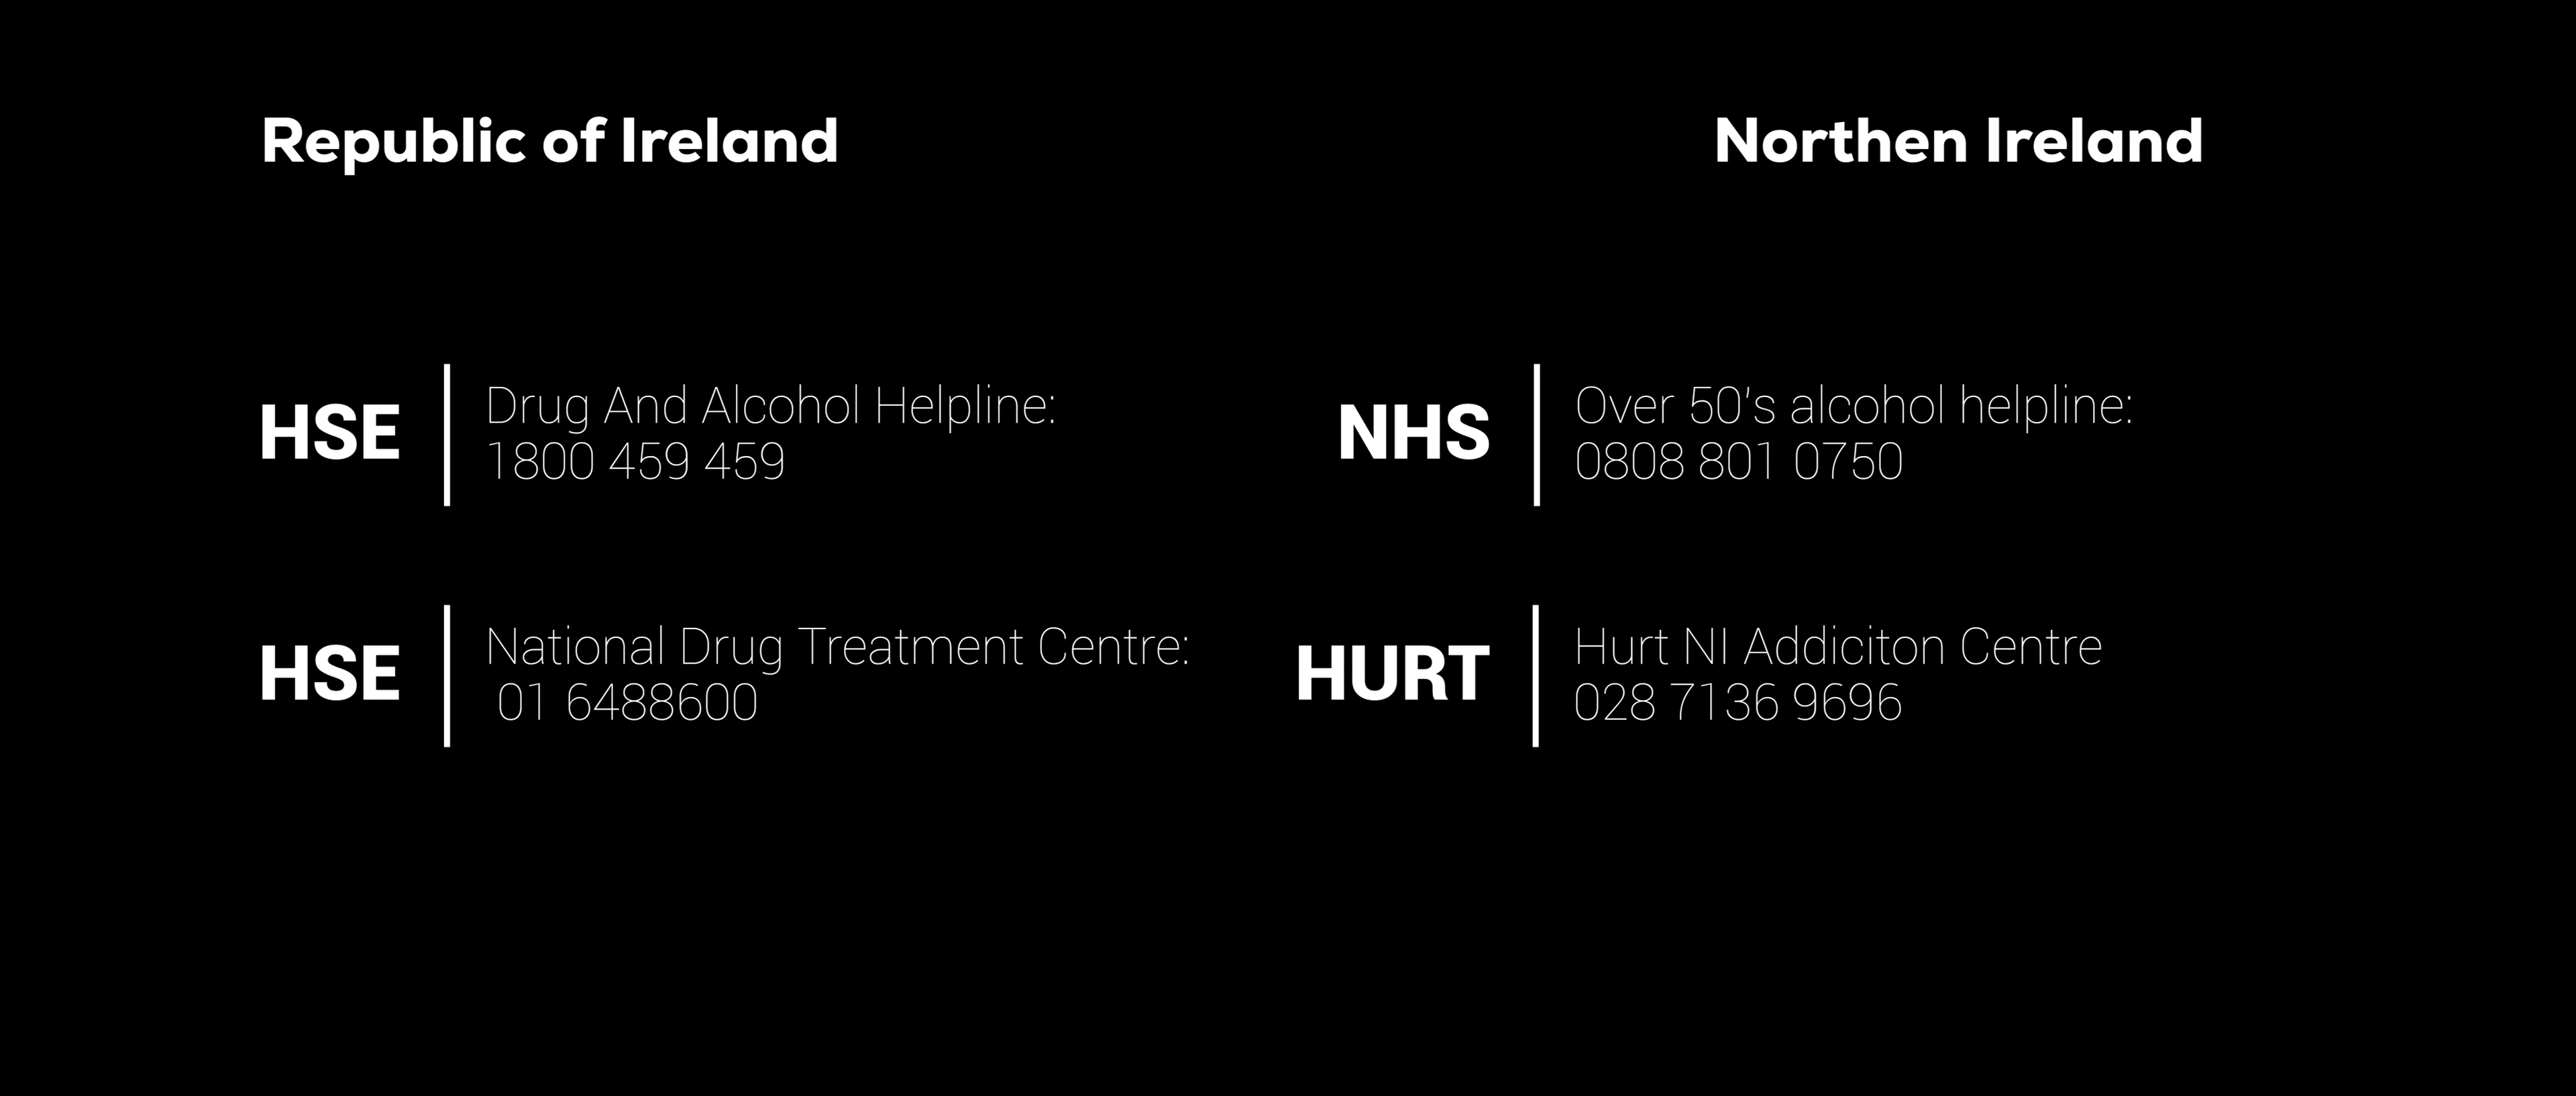 Republic of Ireland
HSE
Drug And Alcohol Helpline:
1800 459 459
HSE
National Drug Treatment Centre:
01 6488600
Northen Ireland
NHS
Over 50's alcohol helpline:
0808 801 0750
HURT
Hurt NI Addiciton Centre
028 7136 9696